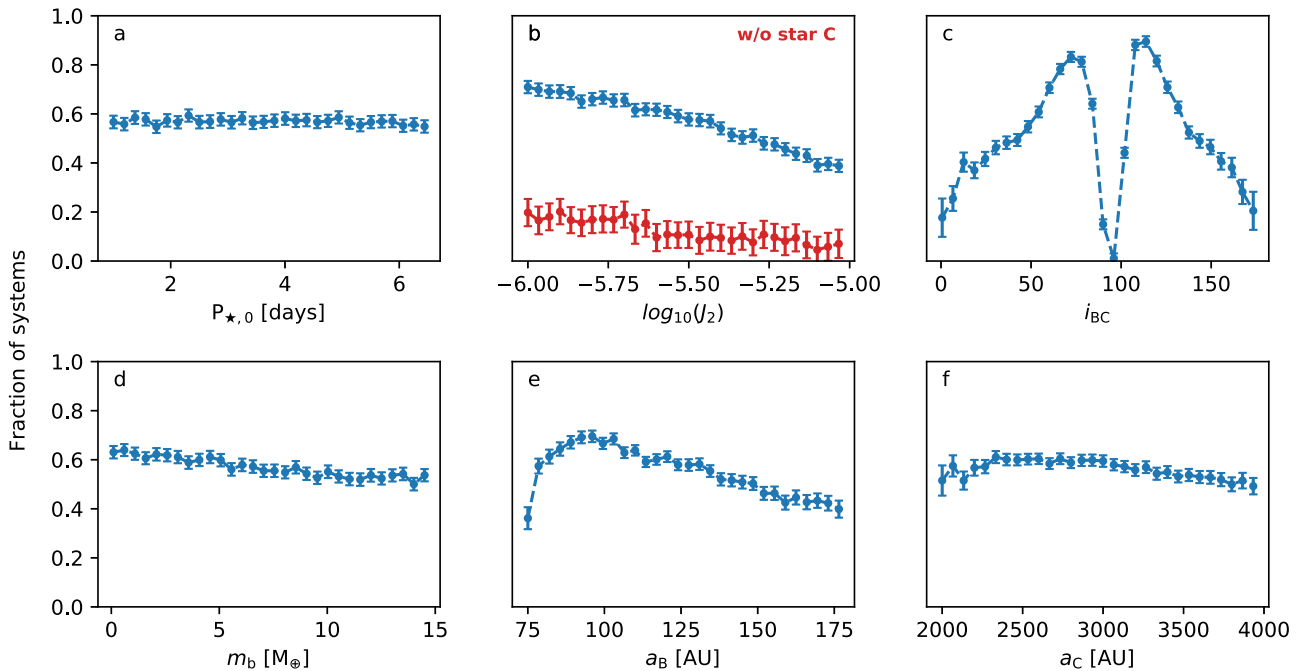 Fraction of systems
1.0
0.8
0.6
0.4
0.2
0.0
a
2 4 6
P★, 0 [days]
b
w/o star C
−6.00 −5.75 −5.50 −5.25 −5.00
log10(J2)
c
0 50 100 150
iBC
1.0
0.8
0.6
0.4
0.2
0.0
d
0 5 10 15
mb [M⊕]
e
75 100 125 150 175
aB [AU]
f
2000 2500 3000 3500 4000
aC [AU]